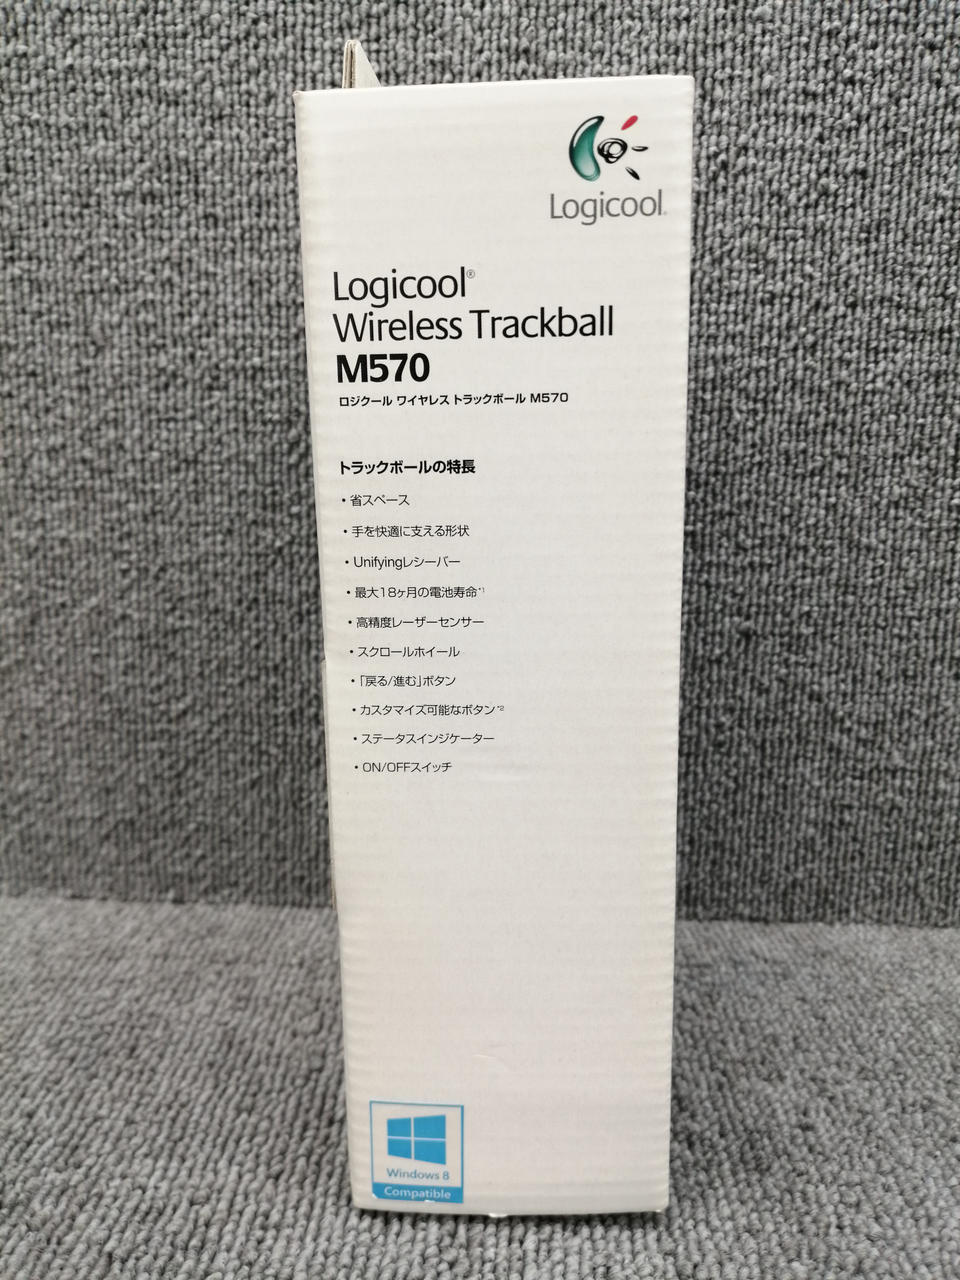 Logicool
Logicool®
Wireless Trackball
M570
ロジクール ワイヤレス トラックボール M570
トラックボールの特長
・省スペース
・手を快適に支える形状
・Unifyingレシーバー
・最大18ヶ月の電池寿命*1
・高精度レーザーセンサー
・スクロールホイール
・「戻る/進む」ボタン
・カスタマイズ可能なボタン*2
・ステータスインジケーター
・ON/OFFスイッチ
Windows 8
Compatible